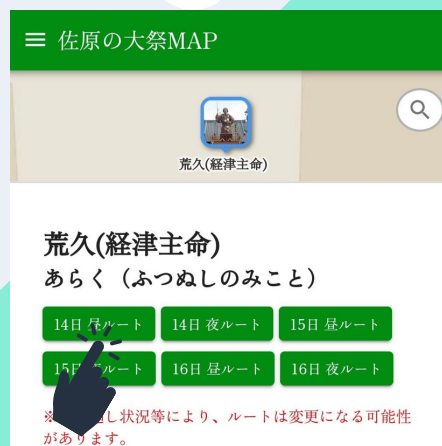 佐原の大祭MAP
荒久(経津主命)
荒久(経津主命)
あらく（ふつぬしのみこと）
14日 昼ルート
14日 夜ルート
15日 昼ルート
15日 ルート
16日 昼ルート
16日 夜ルート
※ し状況等により、ルートは変更になる可能性
があります。